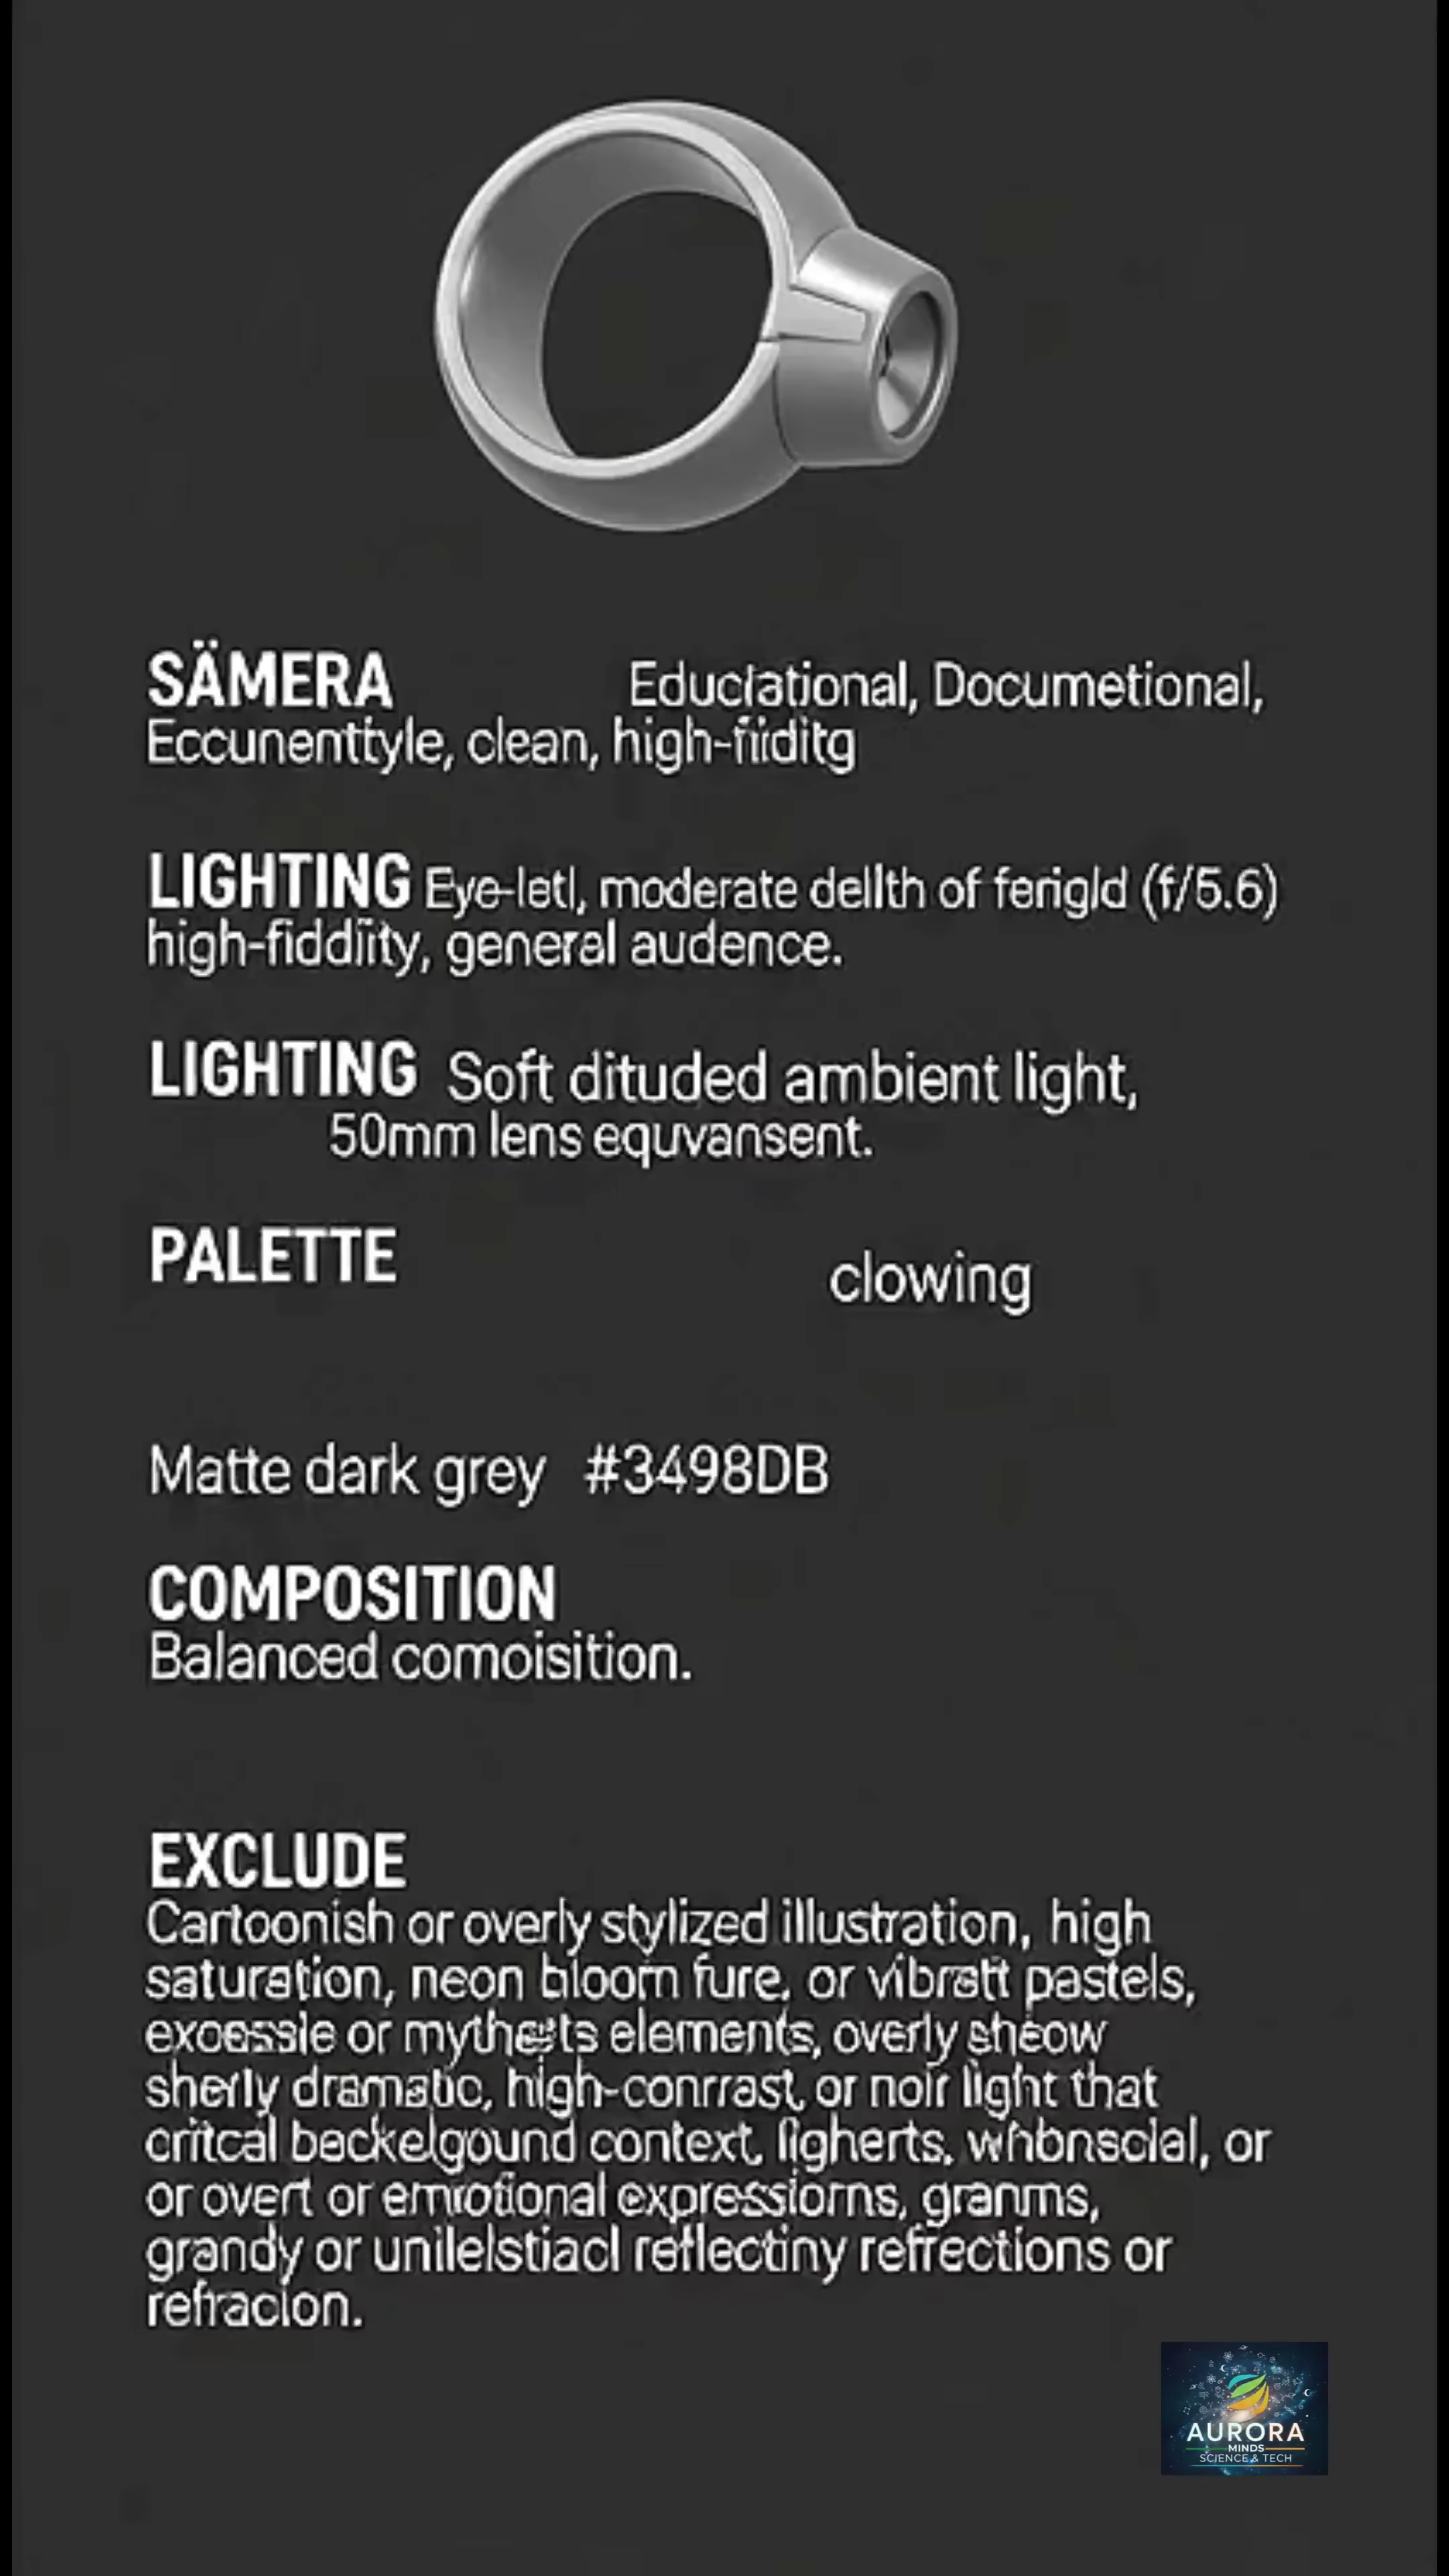 SÄMERA Educlational, Documetional,
Eccunenttyle, clean, high-fiiditg
LIGHTING Eye-letl, moderate dellth of ferigld (f/5.6)
high-fiddiity, general audence.
LIGHTING Soft dituded ambient light,
50mm lens equvansent.
PALETTE
clowing
Matte dark grey #3498DB
COMPOSITION
Balanced comoisition.
EXCLUDE
Cartoonish or overly stylized illustration, high
saturation, neon bloom fure, or vibratt pastels,
excessle or elements, overly sheow
sherly dramatic, high-conrrast, or noir light that
critcal beckelgound context, ligherts, whbnsclal, or
or overt or emotional expressiorns, granms,
grandy or unilelstiacl reflectiny refrections or
refracion.
AURORA
MINDS
SCIENCE & TECH